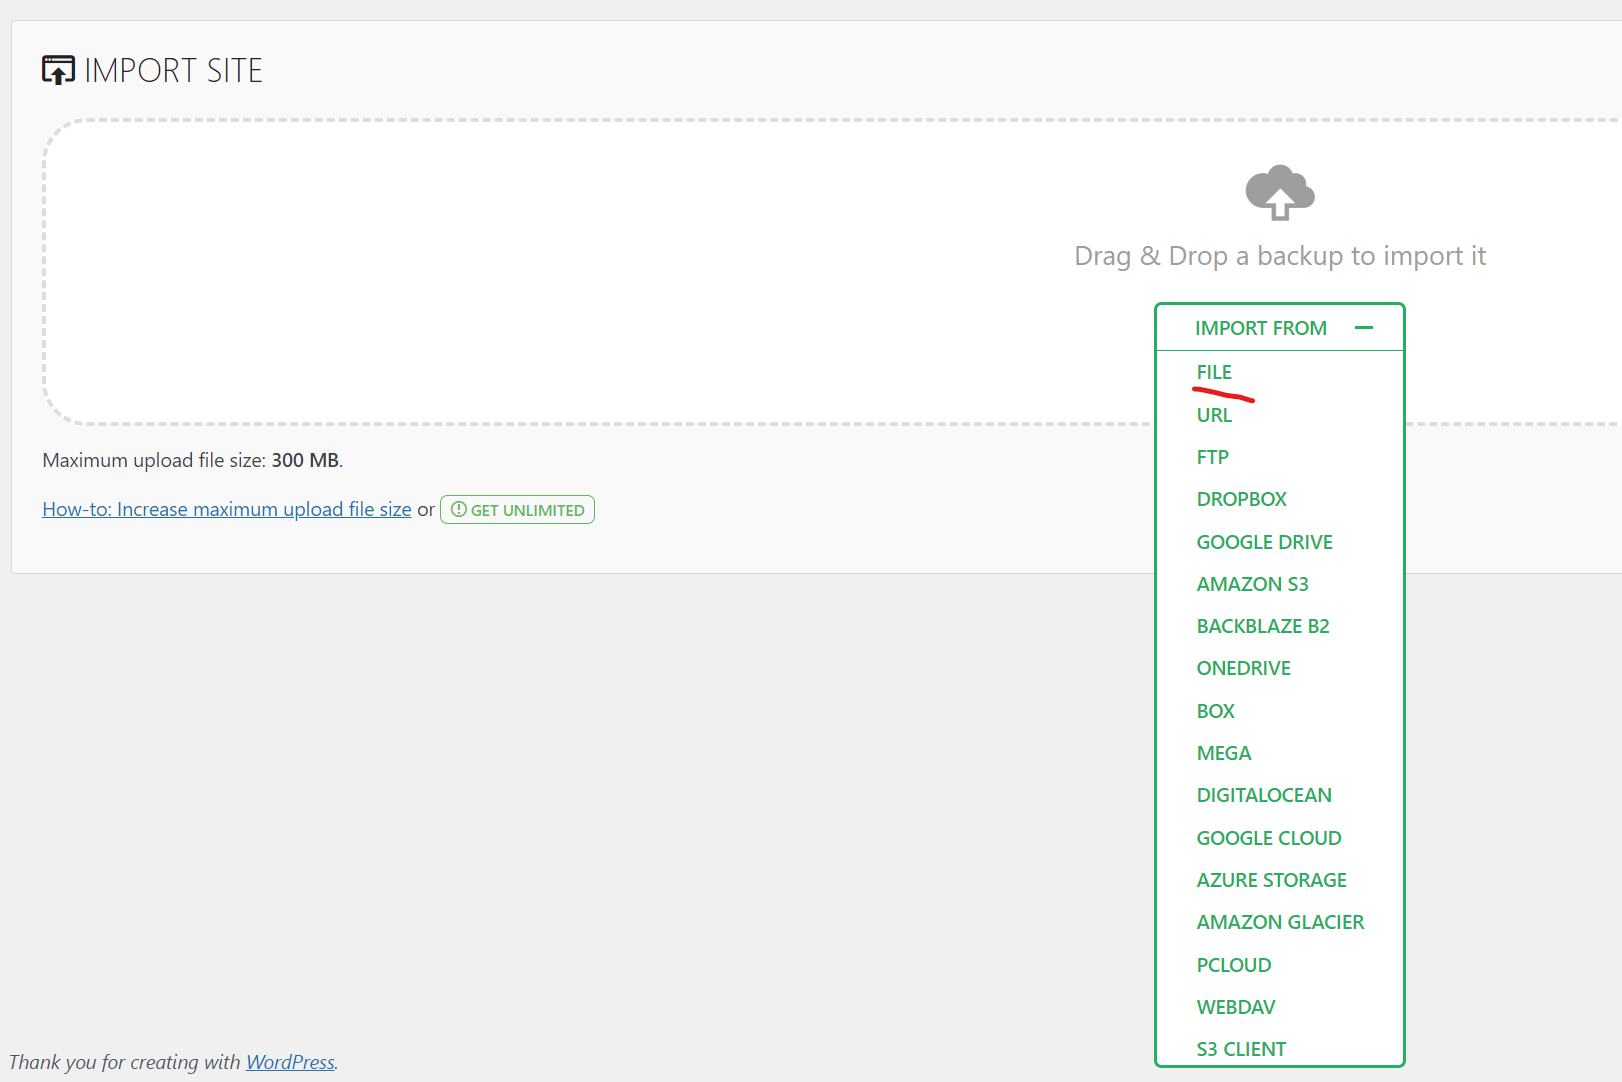 IMPORT SITE
Drag & Drop a backup to import it
IMPORT FROM
FILE
URL
FTP
DROPBOX
GOOGLE DRIVE
AMAZON S3
BACKBLAZE B2
ONEDRIVE
BOX
MEGA
DIGITALOCEAN
GOOGLE CLOUD
AZURE STORAGE
AMAZON GLACIER
PCLOUD
WEBDAV
S3 CLIENT
Maximum upload file size: 300 MB.
How-to: Increase maximum upload file size or GET UNLIMITED
Thank you for creating with WordPress.